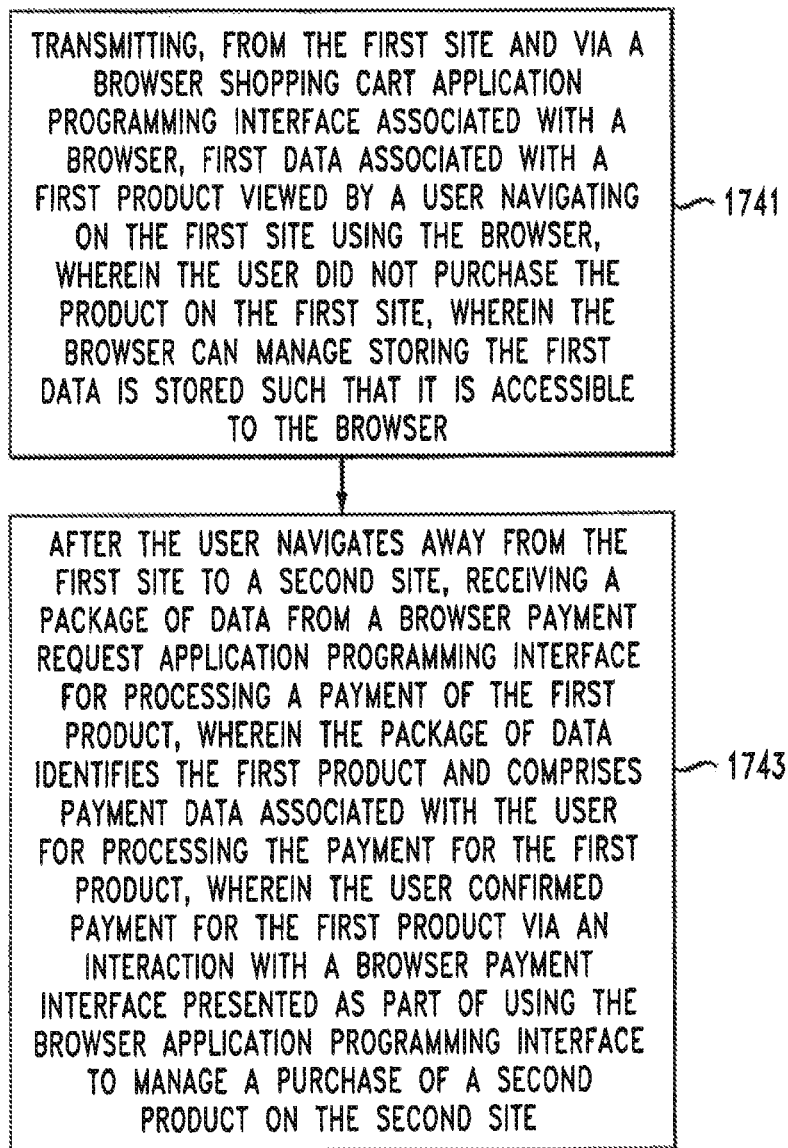 TRANSMITTING, FROM THE FIRST SITE AND VIA A
BROWSER SHOPPING CART APPLICATION
PROGRAMMING INTERFACE ASSOCIATED WITH A
BROWSER, FIRST DATA ASSOCIATED WITH A
FIRST PRODUCT VIEWED BY A USER NAVIGATING
ON THE FIRST SITE USING THE BROWSER,
WHEREIN THE USER DID NOT PURCHASE THE
PRODUCT ON THE FIRST SITE, WHEREIN THE
BROWSER CAN MANAGE STORING THE FIRST
DATA IS STORED SUCH THAT IT IS ACCESSIBLE
TO THE BROWSER
1741
AFTER THE USER NAVIGATES AWAY FROM THE
FIRST SITE TO A SECOND SITE, RECEIVING A
PACKAGE OF DATA FROM A BROWSER PAYMENT
REQUEST APPLICATION PROGRAMMING INTERFACE
FOR PROCESSING A PAYMENT OF THE FIRST
PRODUCT, WHEREIN THE PACKAGE OF DATA
IDENTIFIES THE FIRST PRODUCT AND COMPRISES
PAYMENT DATA ASSOCIATED WITH THE USER
FOR PROCESSING THE PAYMENT FOR THE FIRST
PRODUCT, WHEREIN THE USER CONFIRMED
PAYMENT FOR THE FIRST PRODUCT VIA AN
INTERACTION WITH A BROWSER PAYMENT
INTERFACE PRESENTED AS PART OF USING THE
BROWSER APPLICATION PROGRAMMING INTERFACE
TO MANAGE A PURCHASE OF A SECOND
PRODUCT ON THE SECOND SITE
1743